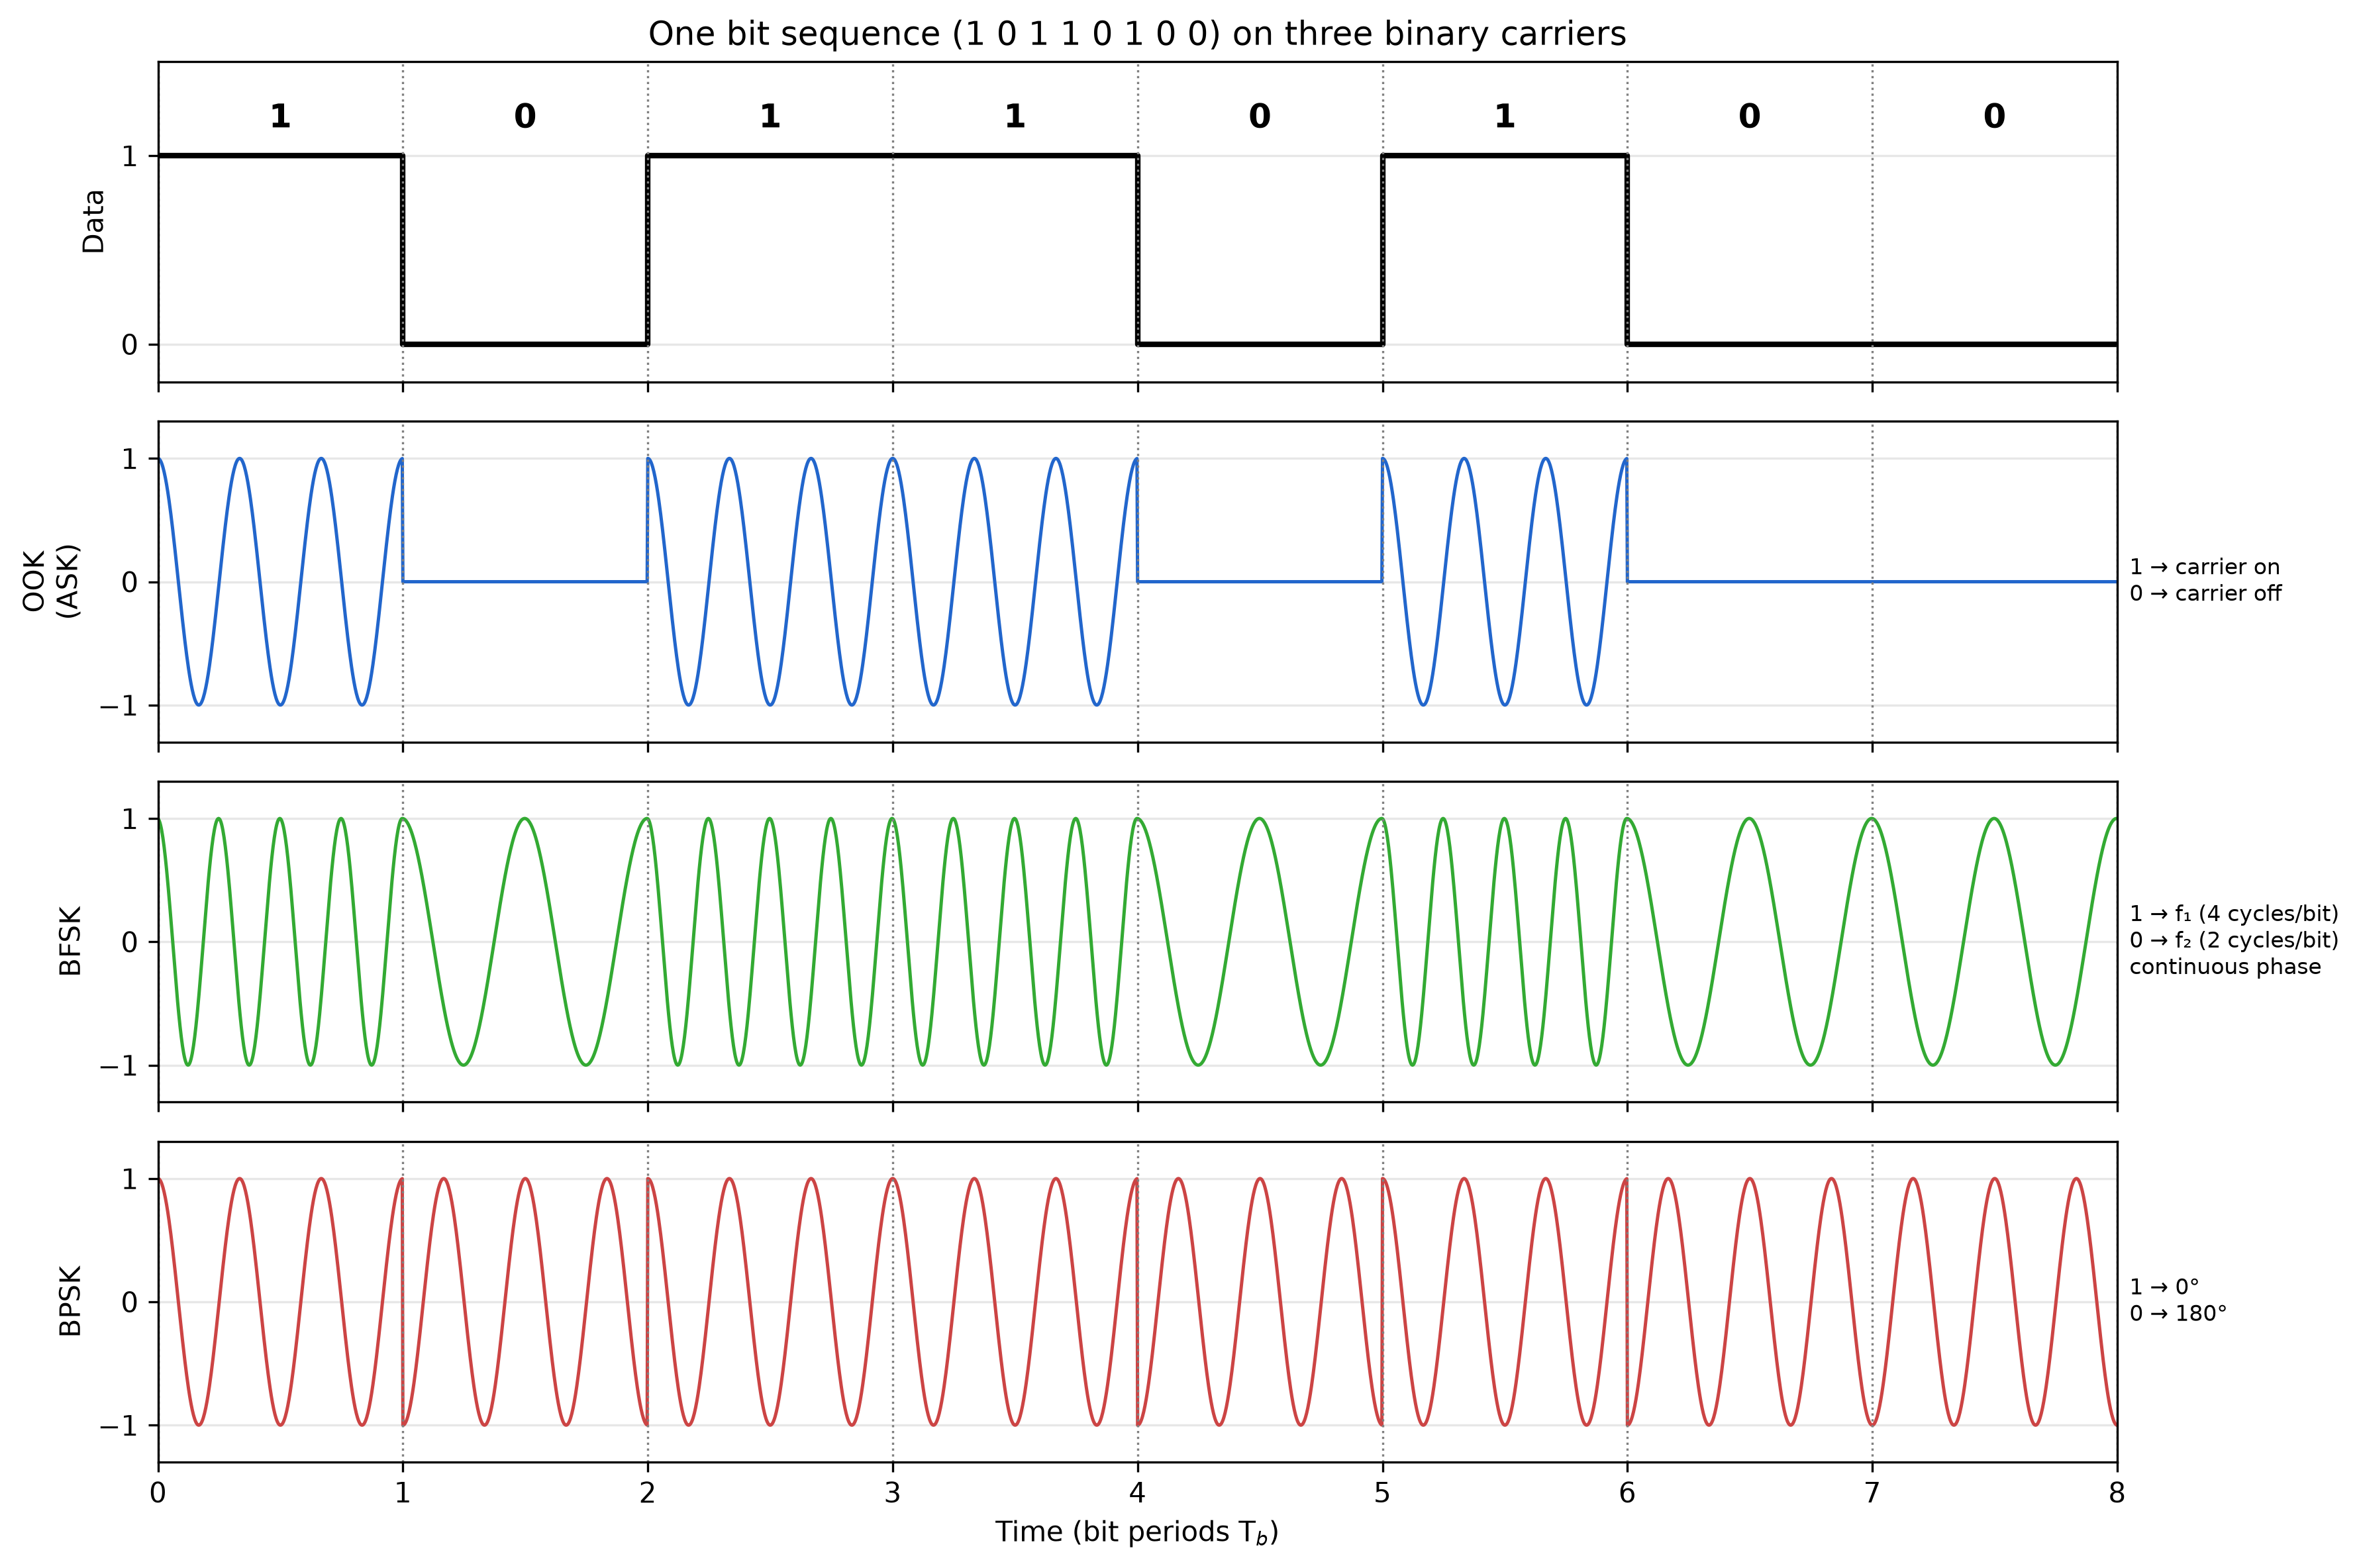 One bit sequence (1 0 1 1 0 1 0 0) on three binary carriers
1 0 1 1 0 1 0 0
1
0
Data
1
0
−1
OOK
(ASK)
1 → carrier on
0 → carrier off
1
0
−1
BFSK
1 → f₁ (4 cycles/bit)
0 → f₂ (2 cycles/bit)
continuous phase
1
0
−1
BPSK
1 → 0°
0 → 180°
0 1 2 3 4 5 6 7 8
Time (bit periods T_b)